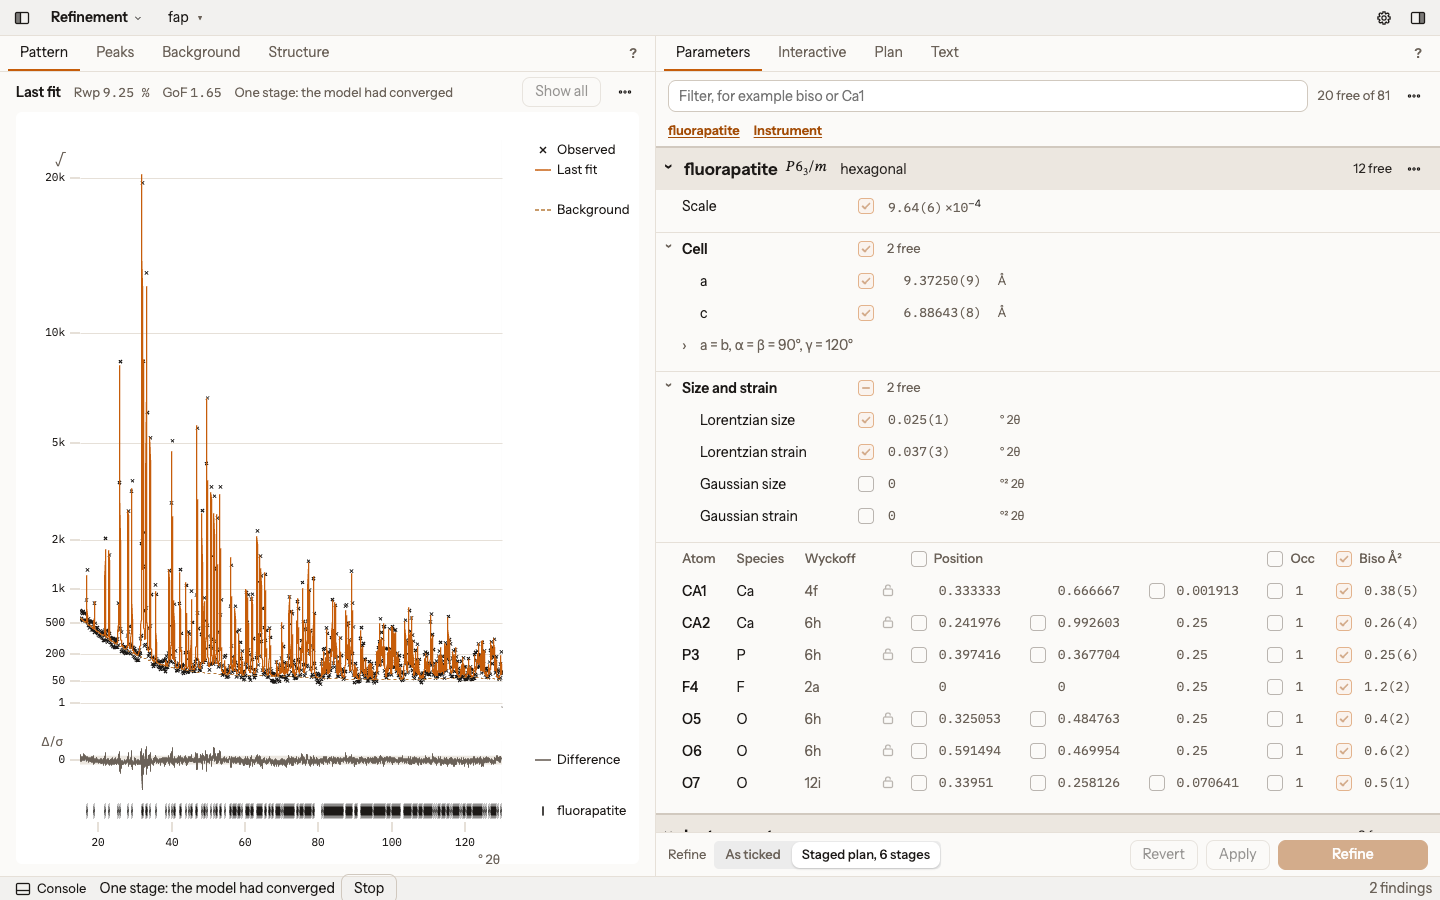 Refinement fap
Pattern Peaks Background Structure ?
Last fit Rwp 9.25 % GoF 1.65 One stage: the model had converged Show all
√
20k
10k
5k
2k
1k
500
200
50
1
Δ/σ
0
Observed
Last fit
Background
Difference
fluorapatite
20 40 60 80 100 120
° 2θ
Parameters Interactive Plan Text ?
Filter, for example biso or Ca1 20 free of 81
fluorapatite Instrument
fluorapatite P6₃/m hexagonal 12 free
Scale 9.64(6) ×10⁻⁴
Cell 2 free
a 9.37250(9) Å
c 6.88643(8) Å
a = b, α = β = 90°, γ = 120°
Size and strain 2 free
Lorentzian size 0.025(1) ° 2θ
Lorentzian strain 0.037(3) ° 2θ
Gaussian size 0 °² 2θ
Gaussian strain 0 °² 2θ
Atom Species Wyckoff Position Occ Biso Å²
CA1 Ca 4f 0.333333 0.666667 0.001913 1 0.38(5)
CA2 Ca 6h 0.241976 0.992603 0.25 1 0.26(4)
P3 P 6h 0.397416 0.367704 0.25 1 0.25(6)
F4 F 2a 0 0 0.25 1 1.2(2)
O5 O 6h 0.325053 0.484763 0.25 1 0.4(2)
O6 O 6h 0.591494 0.469954 0.25 1 0.6(2)
O7 O 12i 0.33951 0.258126 0.070641 1 0.5(1)
Refine As ticked Staged plan, 6 stages Revert Apply Refine
Console One stage: the model had converged Stop 2 findings